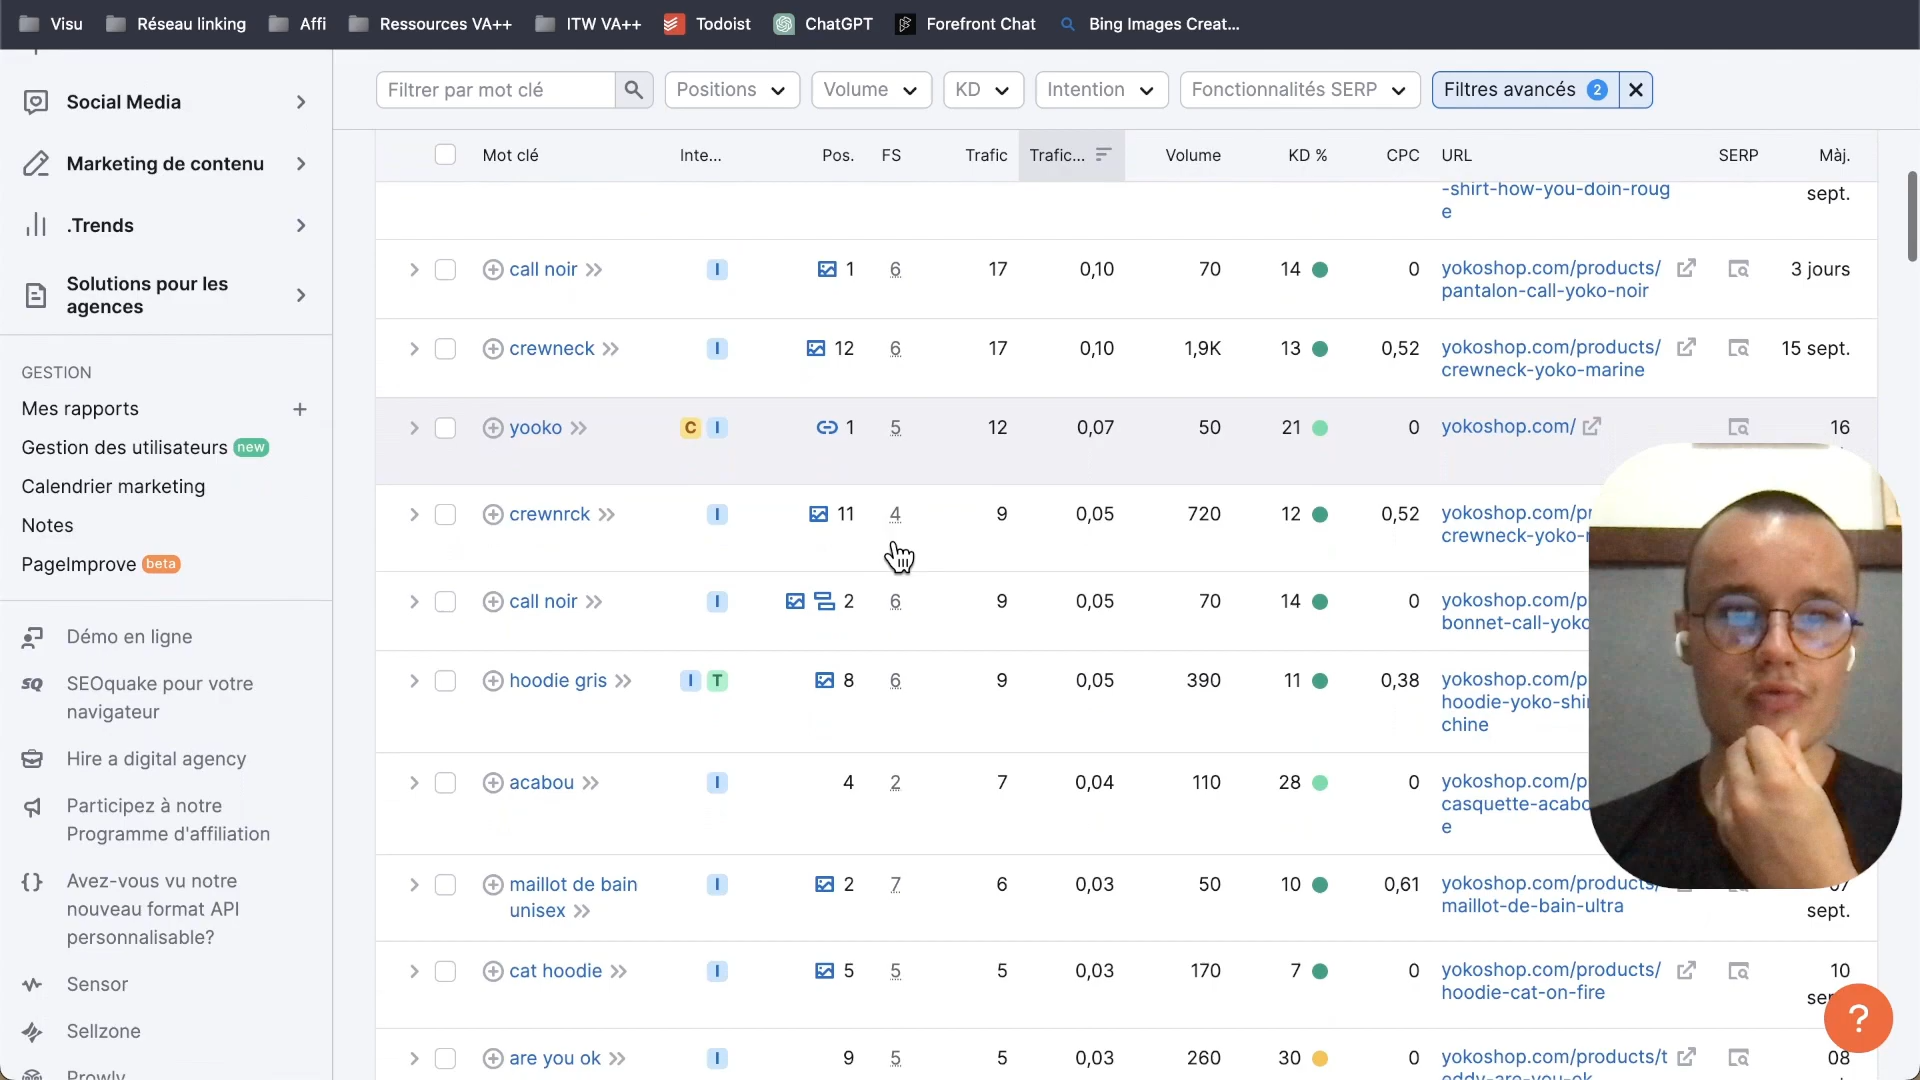 Visu Réseau linking Affi Ressources VA++ ITW VA++ Todoist ChatGPT Forefront Chat Bing Images Creat...
Social Media
Marketing de contenu
.Trends
Solutions pour les
agences
GESTION
Mes rapports +
Gestion des utilisateurs new
Calendrier marketing
Notes
PageImprove beta
Démo en ligne
SQ SEOquake pour votre
navigateur
Hire a digital agency
Participez à notre
Programme d'affiliation
{} Avez-vous vu notre
nouveau format API
personnalisable?
Sensor
Sellzone
Prowly
Filtrer par mot clé Positions Volume KD Intention Fonctionnalités SERP Filtres avancés 2
Mot clé Inte... Pos. FS Trafic Trafic... Volume KD % CPC URL SERP Màj.
-shirt-how-you-doin-roug sept.
e
call noir I 1 6 17 0,10 70 14 0 yokoshop.com/products/ 3 jours
pantalon-call-yoko-noir
crewneck I 12 6 17 0,10 1,9K 13 0,52 yokoshop.com/products/ 15 sept.
crewneck-yoko-marine
yooko C I 1 5 12 0,07 50 21 0 yokoshop.com/ 16
crewnrck I 11 4 9 0,05 720 12 0,52 yokoshop.com/pr
crewneck-yoko-
call noir I 2 6 9 0,05 70 14 0 yokoshop.com/p
bonnet-call-yoko
hoodie gris I T 8 6 9 0,05 390 11 0,38 yokoshop.com/p
hoodie-yoko-shi
chine
acabou I 4 2 7 0,04 110 28 0 yokoshop.com/p
casquette-acabo
e
maillot de bain I 2 7 6 0,03 50 10 0,61 yokoshop.com/products/ 07
unisex maillot-de-bain-ultra sept.
cat hoodie I 5 5 5 0,03 170 7 0 yokoshop.com/products/ 10
hoodie-cat-on-fire se
are you ok I 9 5 5 0,03 260 30 0 yokoshop.com/products/t 08
eddy-are-you-ok
?